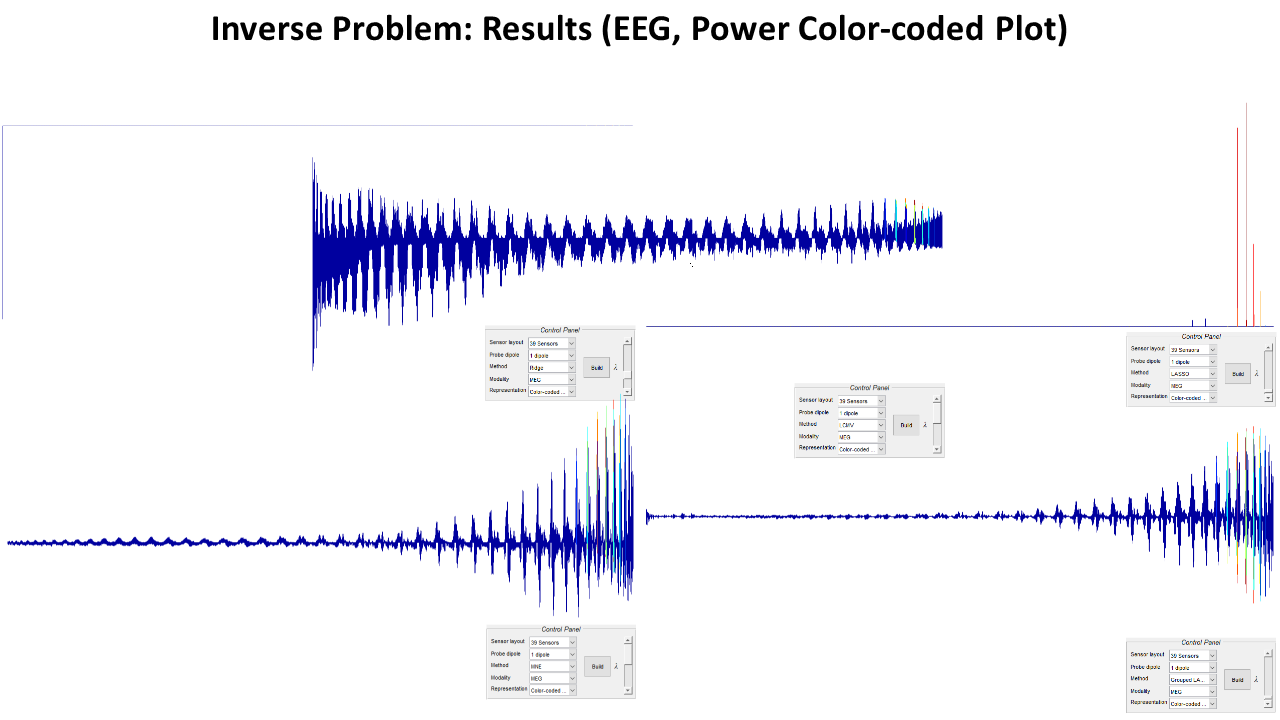 Inverse Problem: Results (EEG, Power Color-coded Plot)
Control Panel
Sensor layout 39 Sensors
Probe dipole 1 dipole
Method Ridge Build λ
Modality MEG
Representation Color-coded ...
Control Panel
Sensor layout 39 Sensors
Probe dipole 1 dipole
Method LASSO Build λ
Modality MEG
Representation Color-coded ...
Control Panel
Sensor layout 39 Sensors
Probe dipole 1 dipole
Method LCMV Build λ
Modality MEG
Representation Color-coded ...
Control Panel
Sensor layout 39 Sensors
Probe dipole 1 dipole
Method MNE Build λ
Modality MEG
Representation Color-coded ...
Control Panel
Sensor layout 39 Sensors
Probe dipole 1 dipole
Method Grouped LA... Build λ
Modality MEG
Representation Color-coded ...